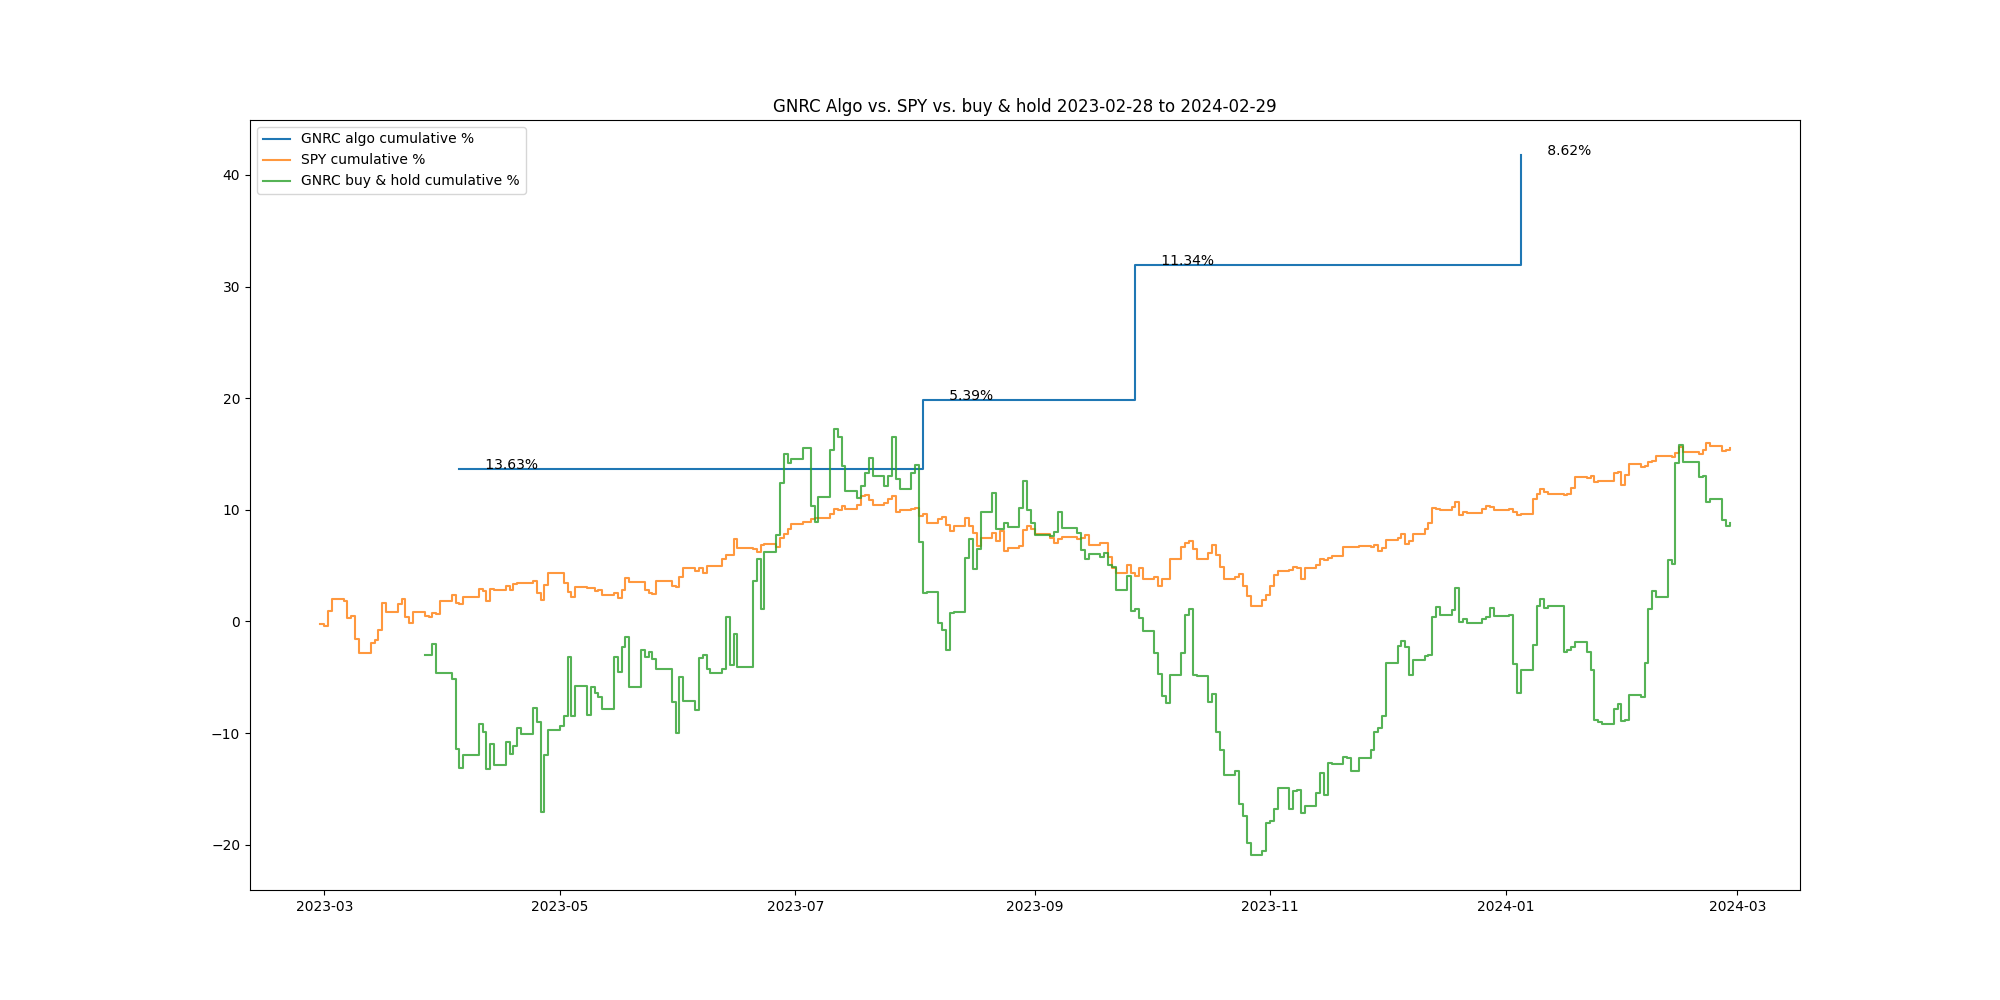 GNRC Algo vs. SPY vs. buy & hold 2023-02-28 to 2024-02-29
GNRC algo cumulative %
SPY cumulative %
GNRC buy & hold cumulative %
8.62%
11.34%
5.39%
13.63%
40
30
20
10
0
−10
−20
2023-03 2023-05 2023-07 2023-09 2023-11 2024-01 2024-03